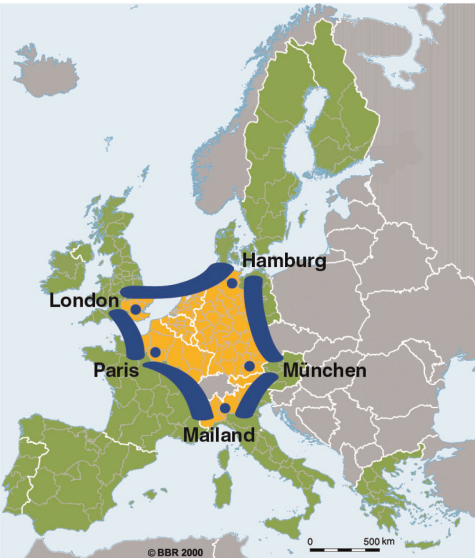 Hamburg
London
Paris
München
Mailand
0 500 km
© BBR 2000